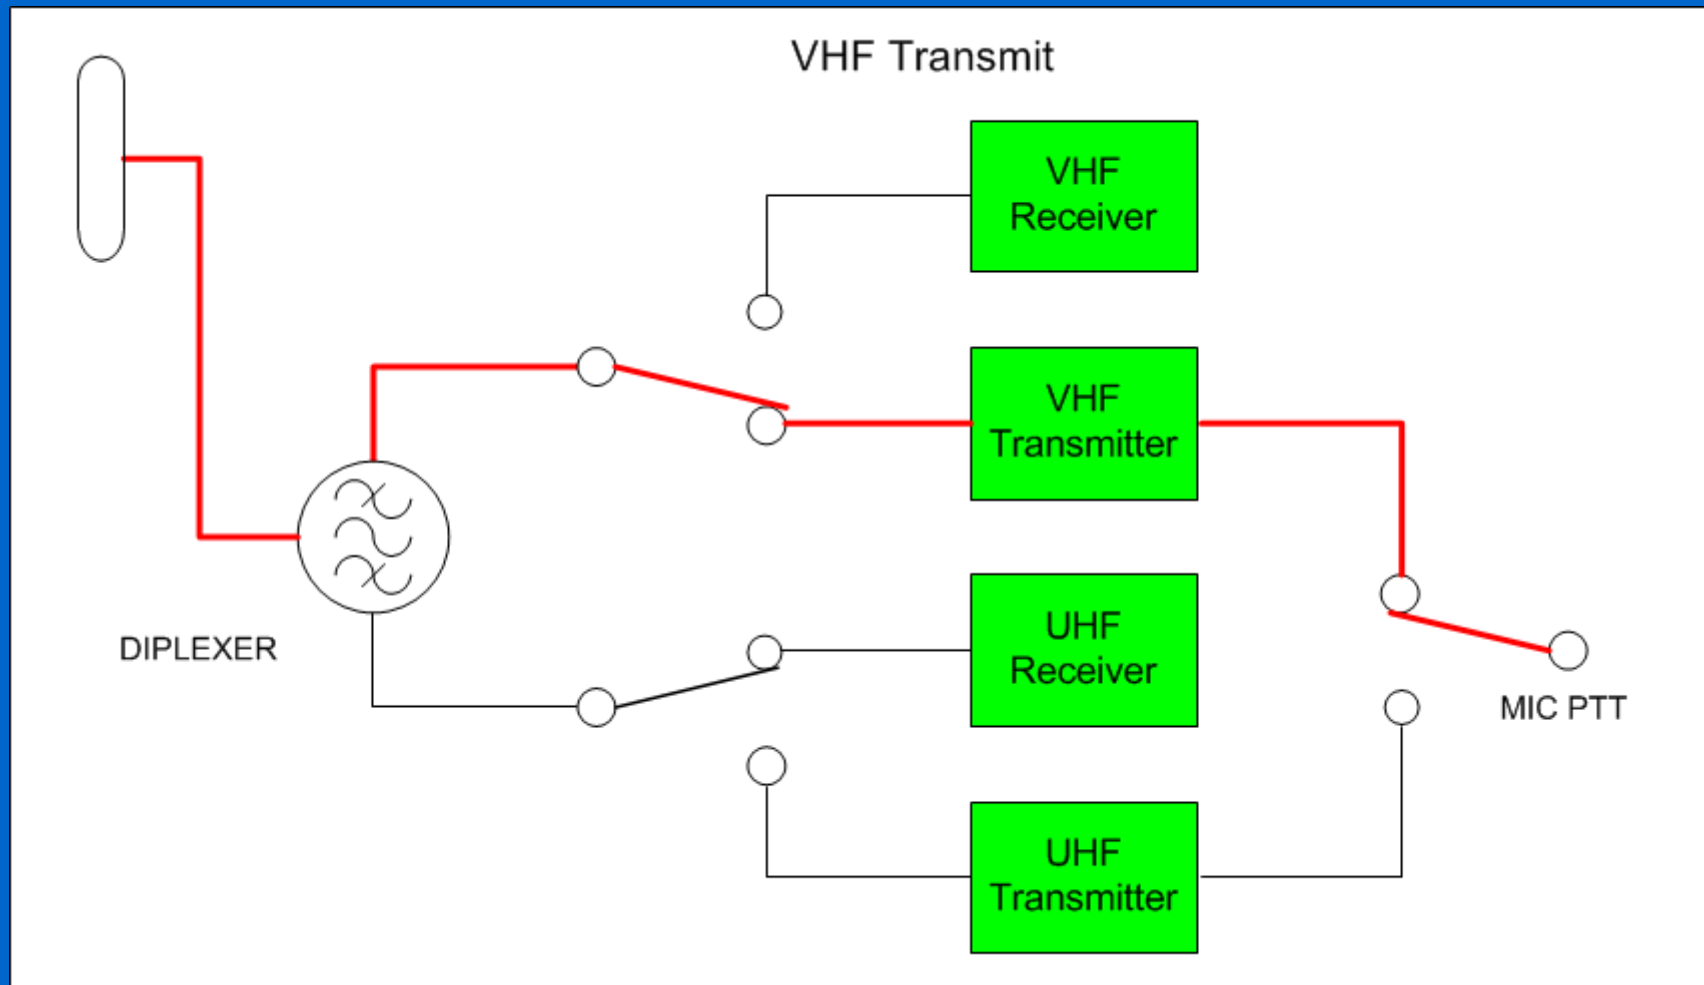 VHF Transmit
VHF
Receiver
VHF
Transmitter
UHF
Receiver
DIPLEXER
MIC PTT
UHF
Transmitter